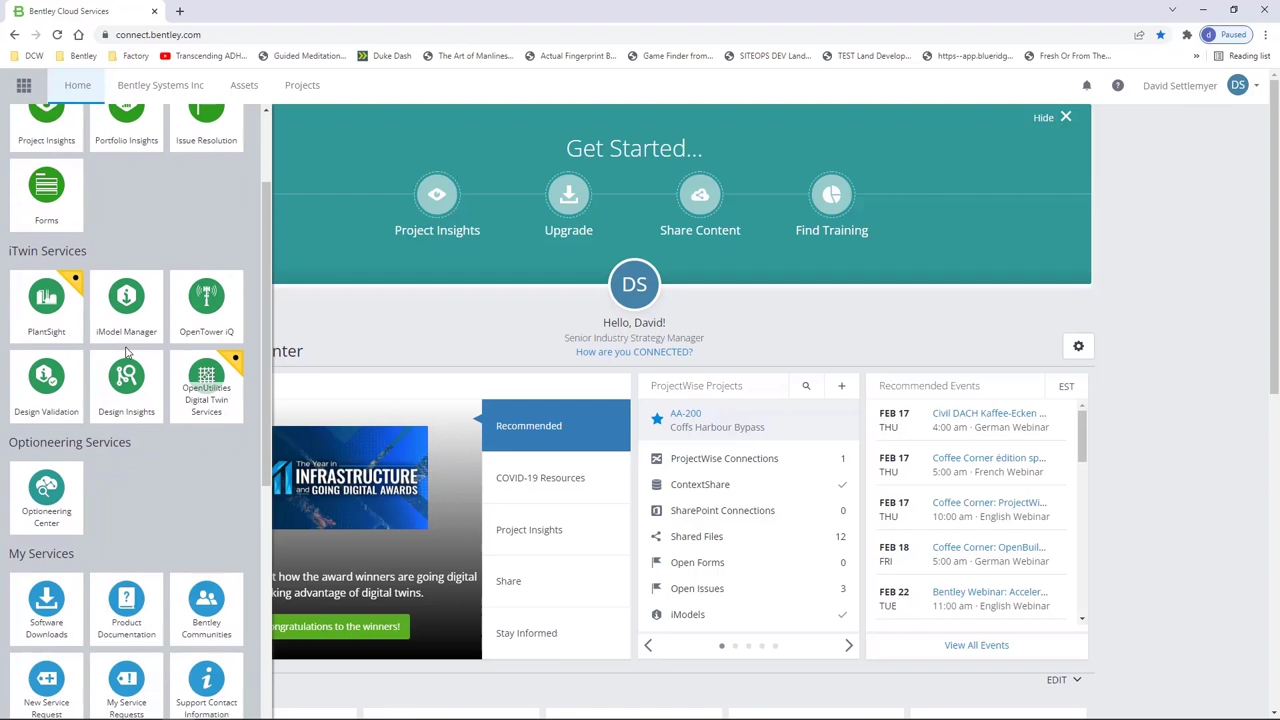 Bentley Cloud Services
connect.bentley.com
Paused
DCW
Bentley
Factory
Transcending ADH...
Guided Meditation...
Duke Dash
The Art of Manlines...
Actual Fingerprint B...
Game Finder from...
SITEOPS DEV Land...
TEST Land Develop...
https--app.blueridg...
Fresh Or From The...
Reading list
Home
Bentley Systems Inc
Assets
Projects
David Settlemyer
DS
Project Insights
Portfolio Insights
Issue Resolution
Forms
iTwin Services
PlantSight
iModel Manager
OpenTower iQ
Design Validation
Design Insights
OpenUtilities
Digital Twin
Services
Optioneering Services
Optioneering
Center
My Services
Software
Downloads
Product
Documentation
Bentley
Communities
New Service
Request
My Service
Requests
Support Contact
Information
Hide
Get Started...
Project Insights
Upgrade
Share Content
Find Training
DS
Hello, David!
Senior Industry Strategy Manager
How are you CONNECTED?
nter
The Year in
INFRASTRUCTURE
and GOING DIGITAL AWARDS
t how the award winners are going digital
king advantage of digital twins.
ongratulations to the winners!
Recommended
COVID-19 Resources
Project Insights
Share
Stay Informed
ProjectWise Projects
AA-200
Coffs Harbour Bypass
ProjectWise Connections 1
ContextShare
SharePoint Connections 0
Shared Files 12
Open Forms 0
Open Issues 3
iModels
Recommended Events
EST
FEB 17 Civil DACH Kaffee-Ecken ...
THU 4:00 am · German Webinar
FEB 17 Coffee Corner édition sp...
THU 5:00 am · French Webinar
FEB 17 Coffee Corner: ProjectWi...
THU 10:00 am · English Webinar
FEB 18 Coffee Corner: OpenBuil...
FRI 5:00 am · English Webinar
FEB 22 Bentley Webinar: Acceler...
TUE 11:00 am · English Webinar
View All Events
EDIT